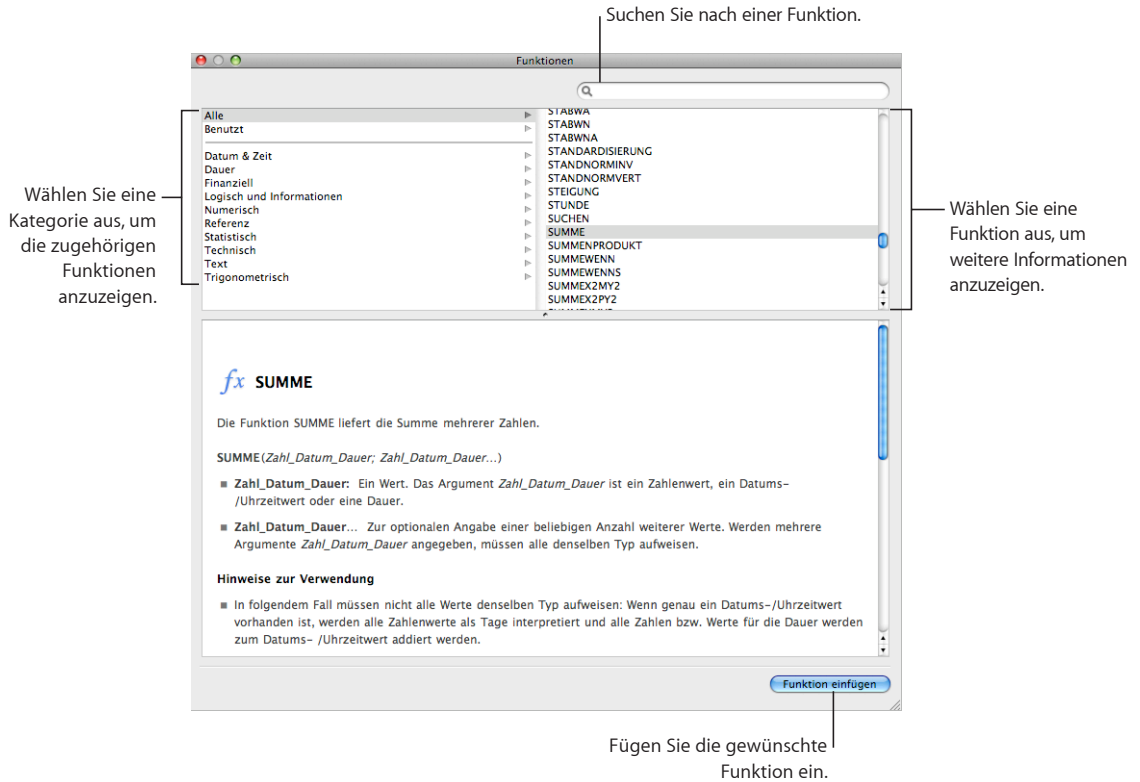 Suchen Sie nach einer Funktion.
Funktionen
Wählen Sie eine
Kategorie aus, um
die zugehörigen
Funktionen
anzuzeigen.
Alle
Benutzt
Datum & Zeit
Dauer
Finanziell
Logisch und Informationen
Numerisch
Referenz
Statistisch
Technisch
Text
Trigonometrisch
STABWA
STABWN
STABWNA
STANDARDISIERUNG
STANDNORMINV
STANDNORMVERT
STEIGUNG
STUNDE
SUCHEN
SUMME
SUMMENPRODUKT
SUMMEWENN
SUMMEWENNS
SUMMEX2MY2
SUMMEX2PY2
Wählen Sie eine
Funktion aus, um
weitere Informationen
anzuzeigen.
fx SUMME
Die Funktion SUMME liefert die Summe mehrerer Zahlen.
SUMME(Zahl_Datum_Dauer; Zahl_Datum_Dauer...)
Zahl_Datum_Dauer: Ein Wert. Das Argument Zahl_Datum_Dauer ist ein Zahlenwert, ein Datums-
/Uhrzeitwert oder eine Dauer.
Zahl_Datum_Dauer... Zur optionalen Angabe einer beliebigen Anzahl weiterer Werte. Werden mehrere
Argumente Zahl_Datum_Dauer angegeben, müssen alle denselben Typ aufweisen.
Hinweise zur Verwendung
In folgendem Fall müssen nicht alle Werte denselben Typ aufweisen: Wenn genau ein Datums-/Uhrzeitwert
vorhanden ist, werden alle Zahlenwerte als Tage interpretiert und alle Zahlen bzw. Werte für die Dauer werden
zum Datums- /Uhrzeitwert addiert werden.
Funktion einfügen
Fügen Sie die gewünschte
Funktion ein.